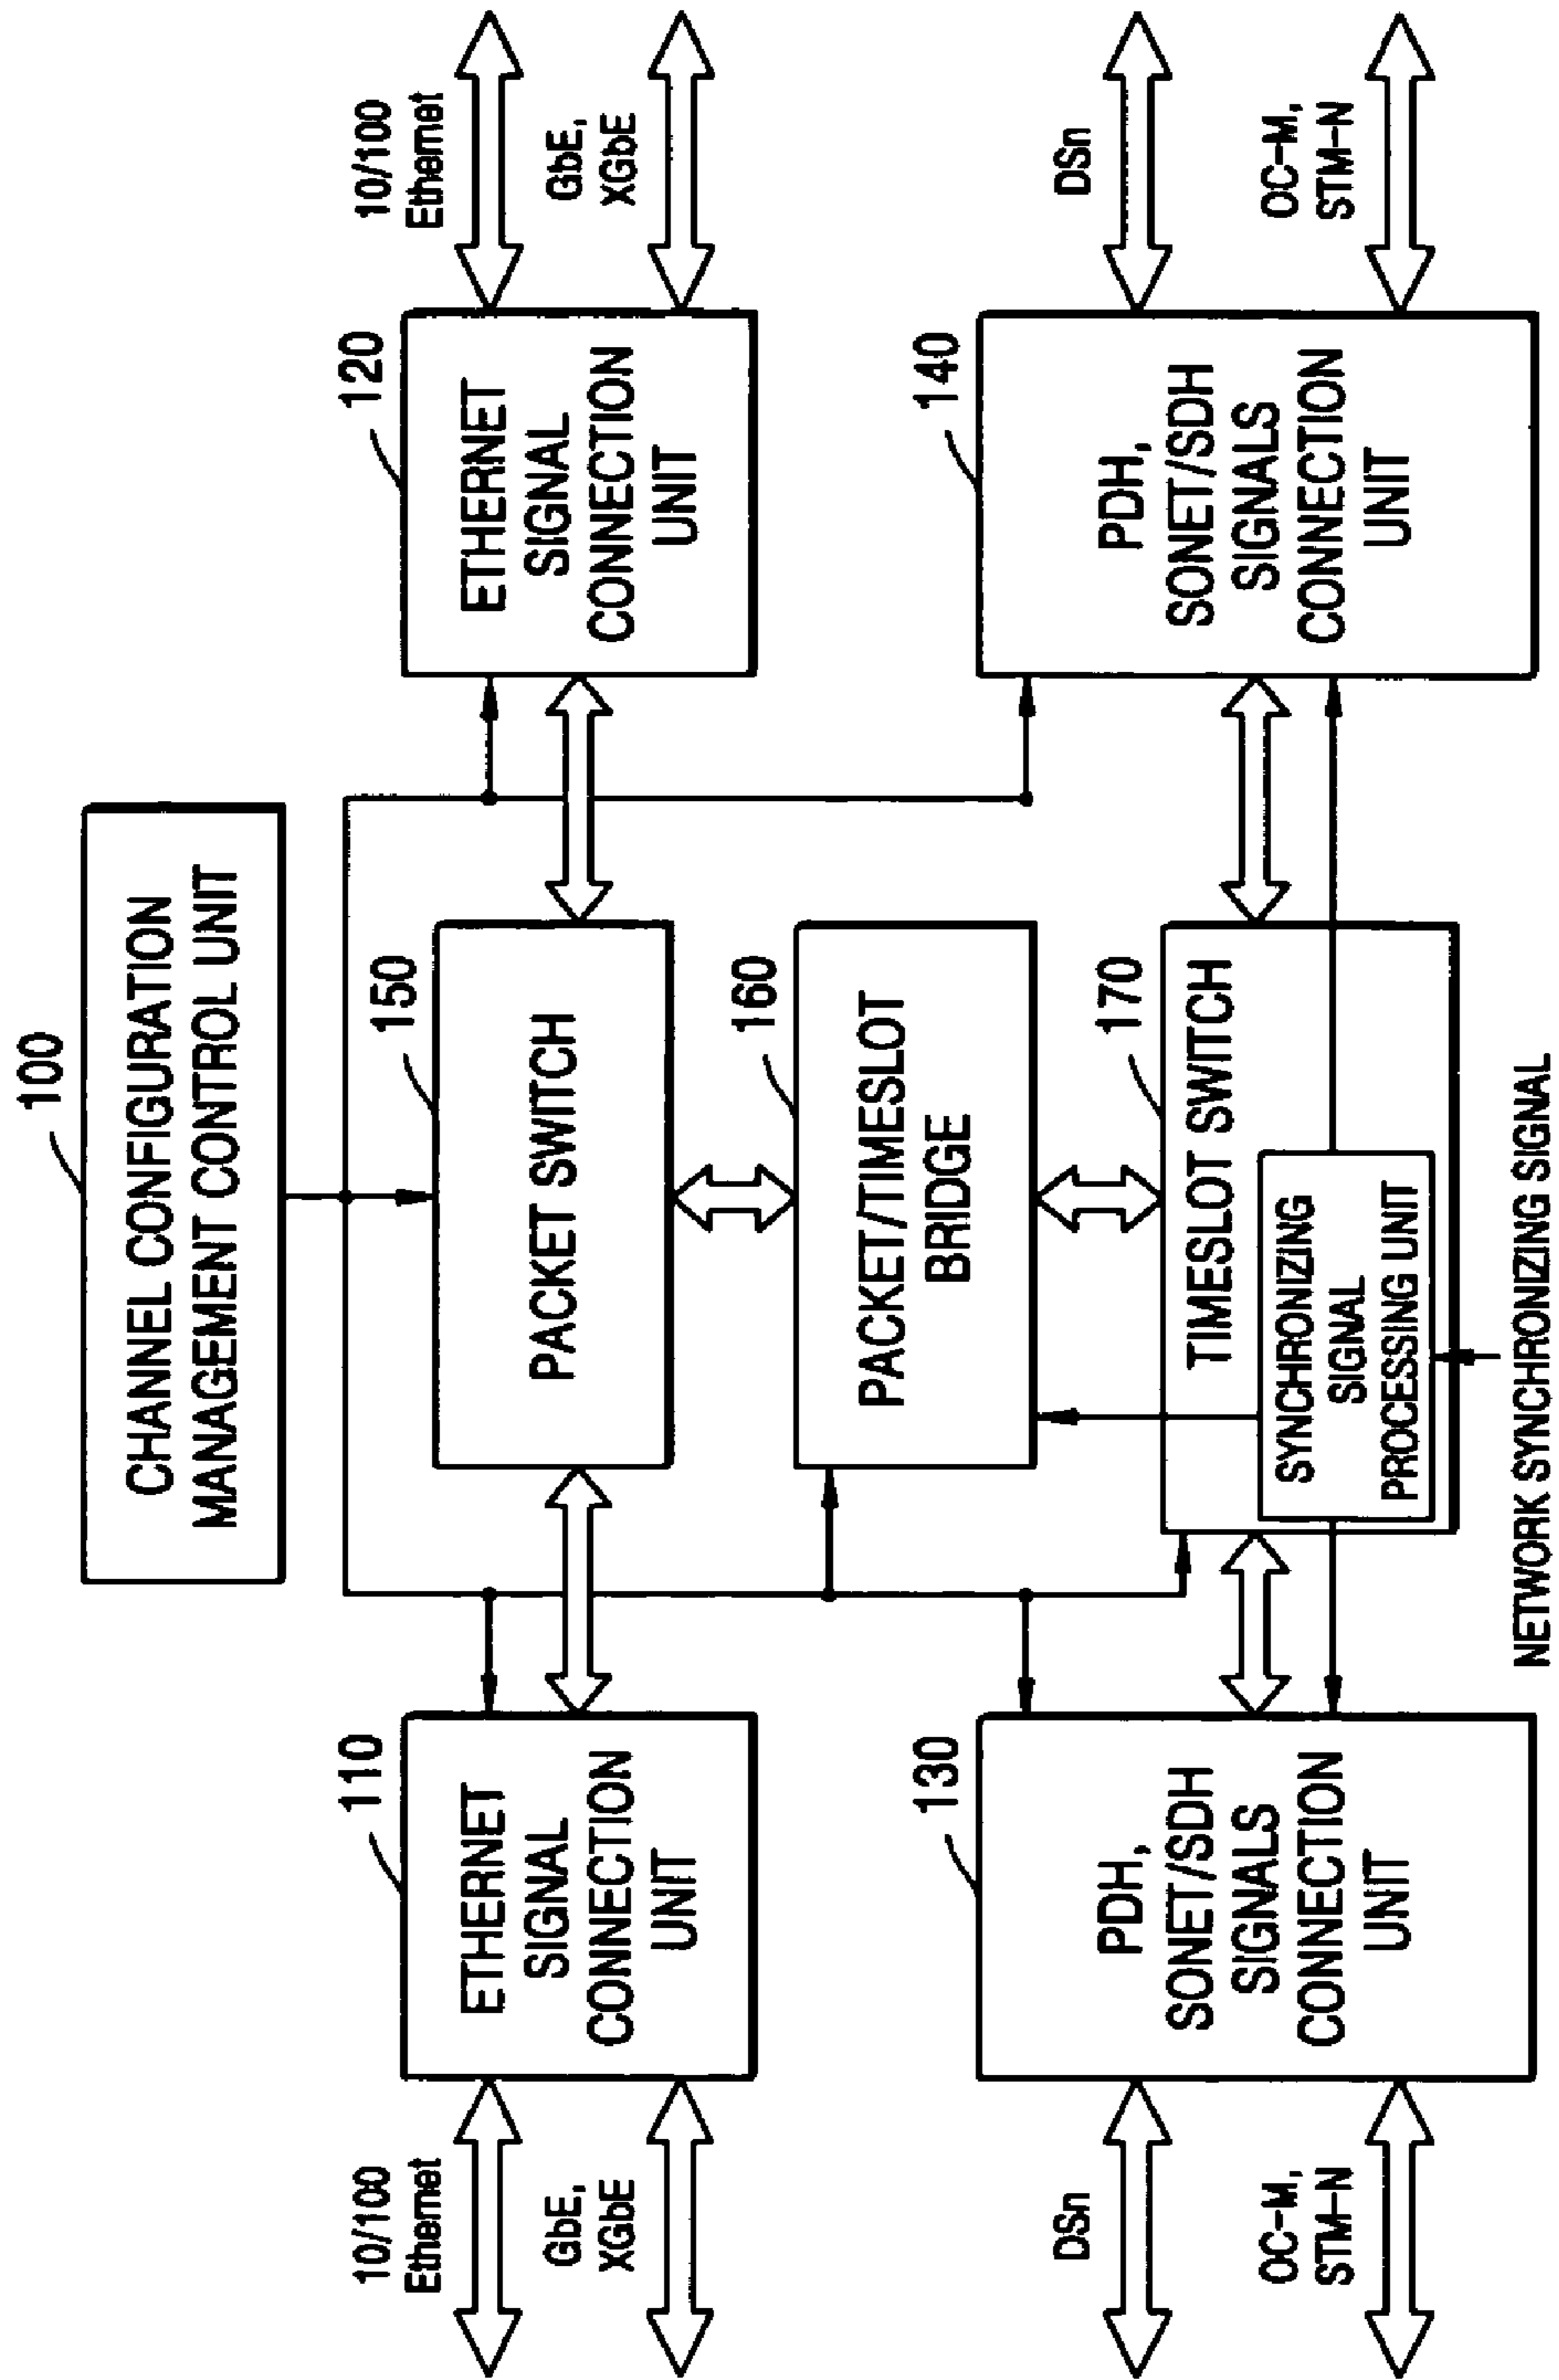 100
CHANNEL CONFIGURATION
MANAGEMENT CONTROL UNIT
10/100
Ethernet
GbE,
XGbE
110
ETHERNET
SIGNAL
CONNECTION
UNIT
150
PACKET SWITCH
120
ETHERNET
SIGNAL
CONNECTION
UNIT
10/100
Ethernet
GbE,
XGbE
160
PACKET/TIMESLOT
BRIDGE
DSn
OC-M,
STM-N
130
PDH,
SONET/SDH
SIGNALS
CONNECTION
UNIT
170
TIMESLOT SWITCH
SYNCHRONIZING
SIGNAL
PROCESSING UNIT
140
PDH,
SONET/SDH
SIGNALS
CONNECTION
UNIT
DSn
OC-M,
STM-N
NETWORK SYNCHRONIZING SIGNAL